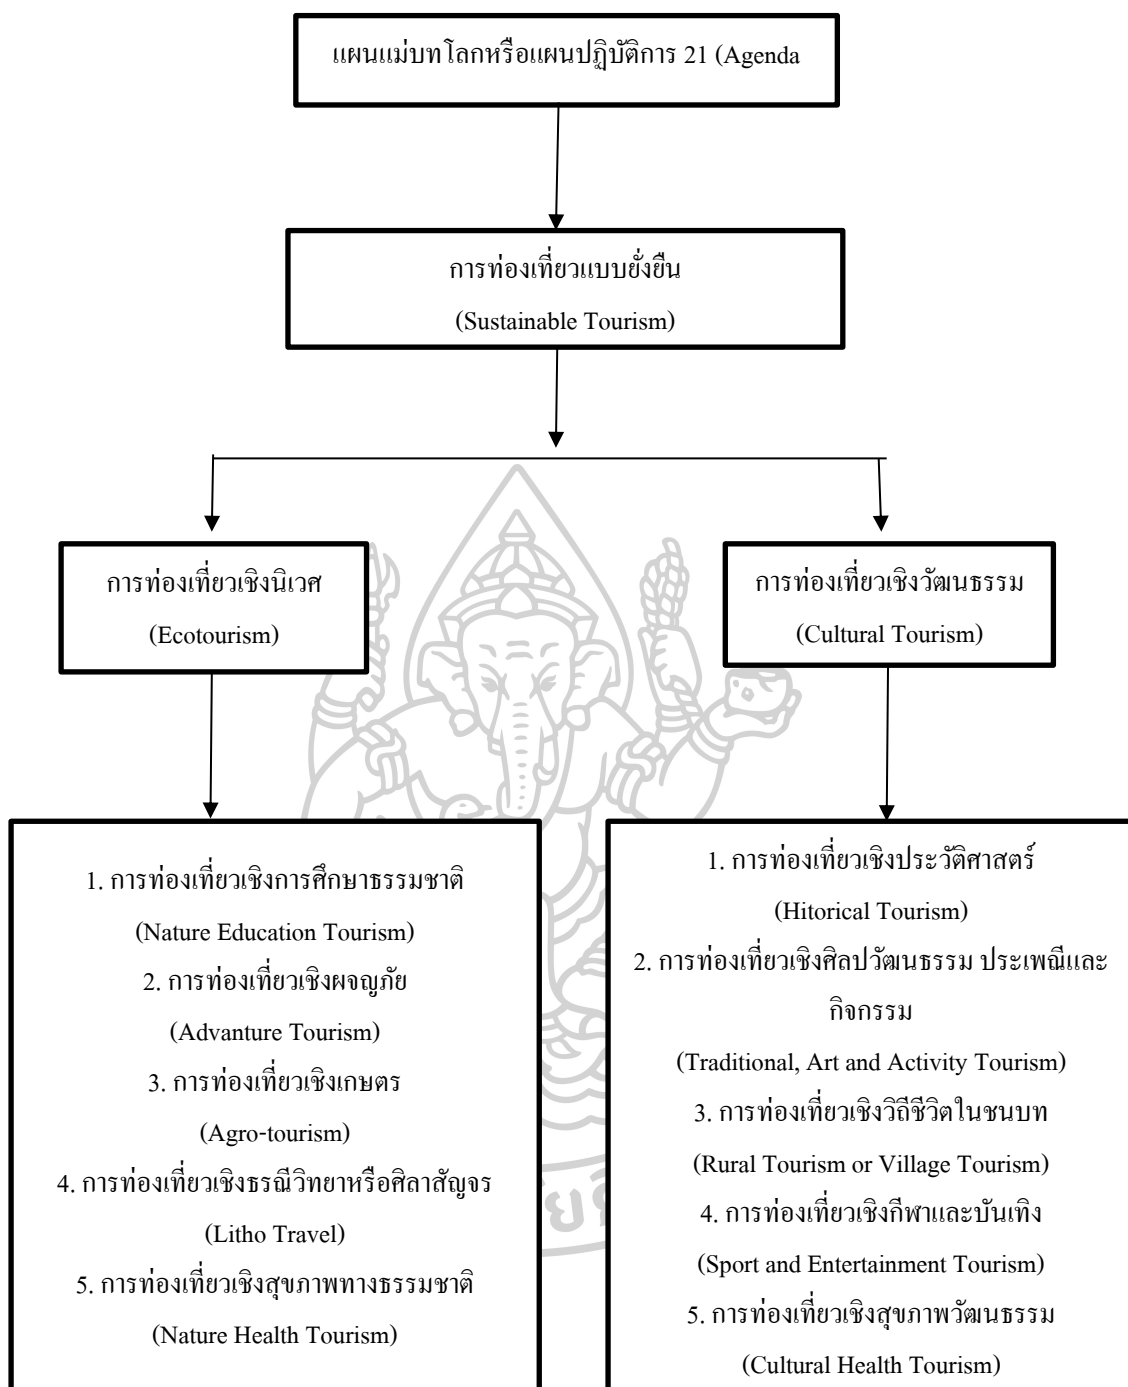 แผนแม่บทโลกหรือแผนปฏิบัติการ 21 (Agenda
การท่องเที่ยวแบบยั่งยืน
(Sustainable Tourism)
การท่องเที่ยวเชิงนิเวศ
(Ecotourism)
การท่องเที่ยวเชิงวัฒนธรรม
(Cultural Tourism)
1. การท่องเที่ยวเชิงการศึกษาธรรมชาติ
(Nature Education Tourism)
2. การท่องเที่ยวเชิงผจญภัย
(Advanture Tourism)
3. การท่องเที่ยวเชิงเกษตร
(Agro-tourism)
4. การท่องเที่ยวเชิงธรณีวิทยาหรือศิลาสัญจร
(Litho Travel)
5. การท่องเที่ยวเชิงสุขภาพทางธรรมชาติ
(Nature Health Tourism)
1. การท่องเที่ยวเชิงประวัติศาสตร์
(Hitorical Tourism)
2. การท่องเที่ยวเชิงศิลปวัฒนธรรม ประเพณีและ
กิจกรรม
(Traditional, Art and Activity Tourism)
3. การท่องเที่ยวเชิงวิถีชีวิตในชนบท
(Rural Tourism or Village Tourism)
4. การท่องเที่ยวเชิงกีฬาและบันเทิง
(Sport and Entertainment Tourism)
5. การท่องเที่ยวเชิงสุขภาพวัฒนธรรม
(Cultural Health Tourism)